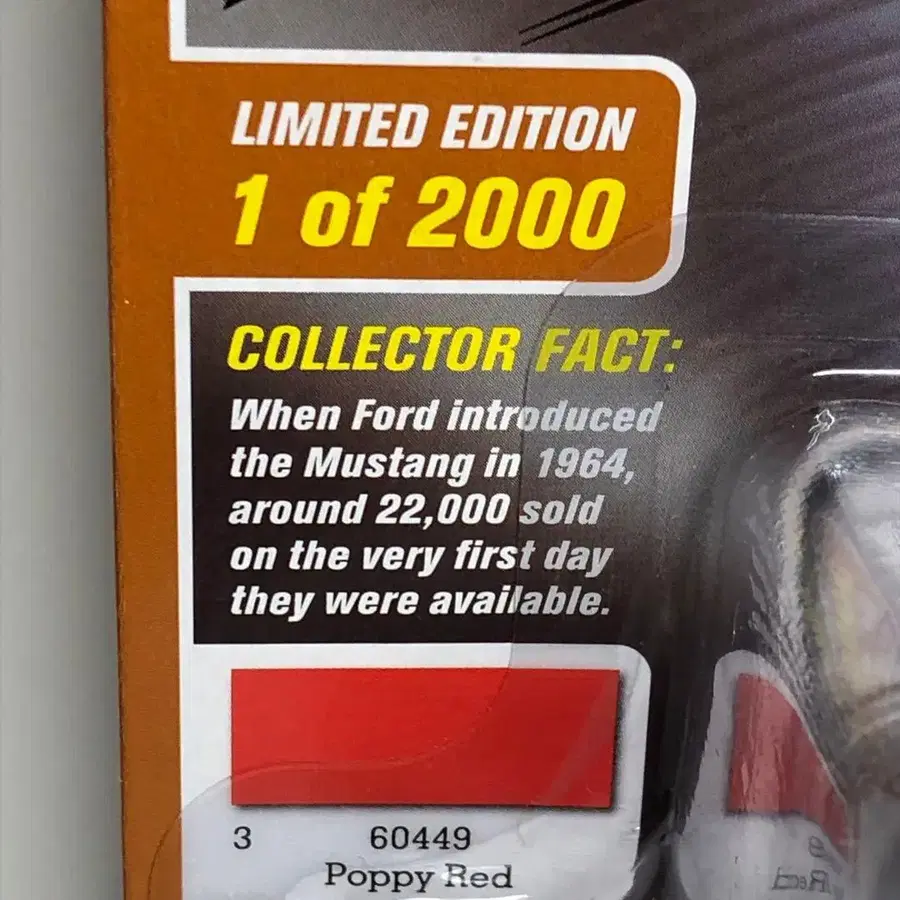 LIMITED EDITION
1 of 2000
COLLECTOR FACT:
When Ford introduced
the Mustang in 1964,
around 22,000 sold
on the very first day
they were available.
3 60449
Poppy Red